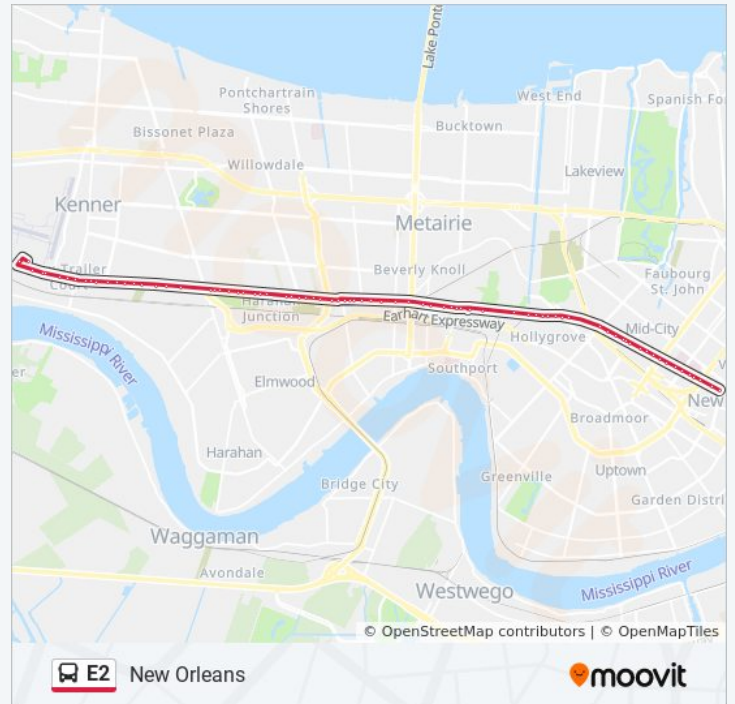 Lake Pont
Pontchartrain
Shores
West End
Spanish Fo
Bucktown
Bissonet Plaza
Willowdale
Lakeview
Kenner
Metairie
Beverly Knoll
Trailer
Court
Faubourg
St. John
Harahan
Junction
Earhart Expressway
Mid-City
Hollygrove
Mississippi River
er
Southport
V
New
Elmwood
Broadmoor
Harahan
Bridge City
Greenville
Uptown
Garden Distri
Waggaman
Avondale
Westwego
Mississippi River
© OpenStreetMap contributors | © OpenMapTiles
E2 New Orleans
moovit